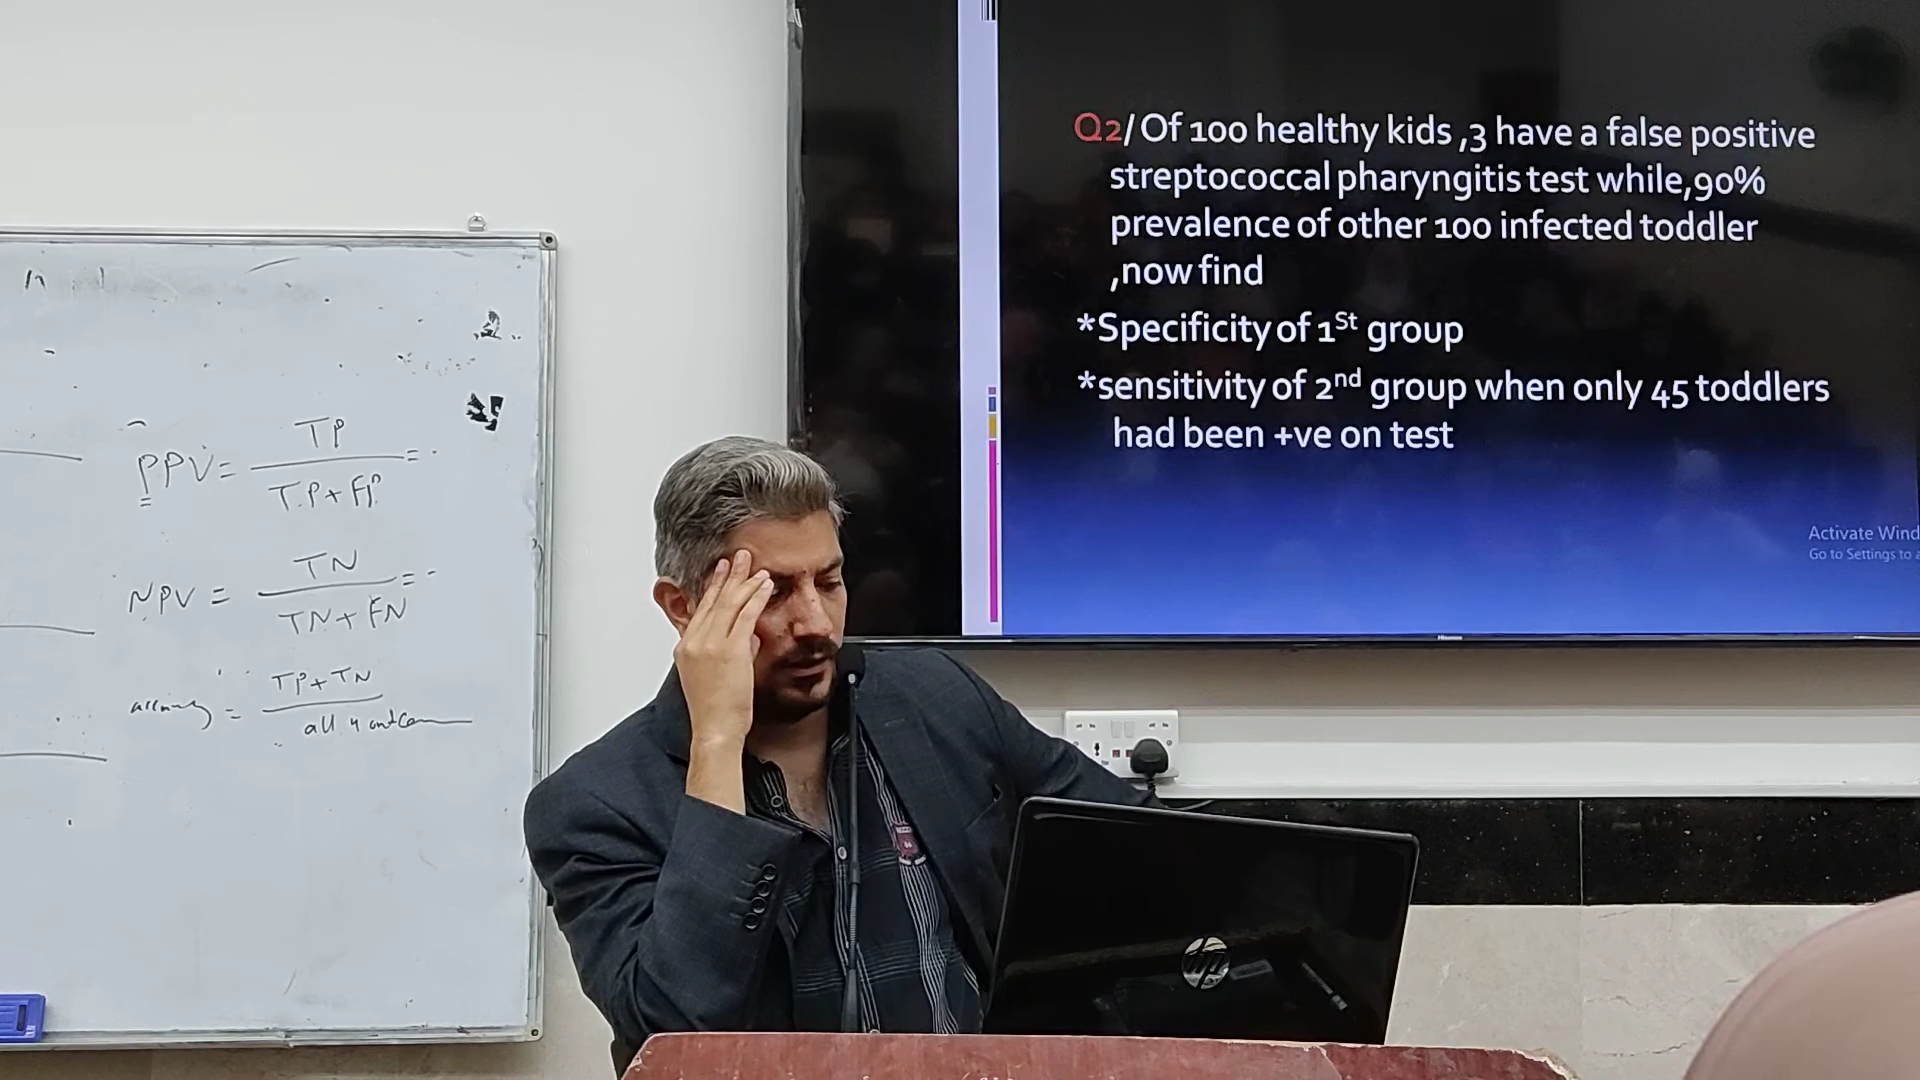 PPV = TP / TP + FP =
NPV = TN / TN + FN =
= TP + TN / all 4
Q2/ Of 100 healthy kids ,3 have a false positive
streptococcal pharyngitis test while,90%
prevalence of other 100 infected toddler
,now find
*Specificity of 1St group
*sensitivity of 2nd group when only 45 toddlers
had been +ve on test
Activate Wind
Go to Settings to a
Hisense
hp